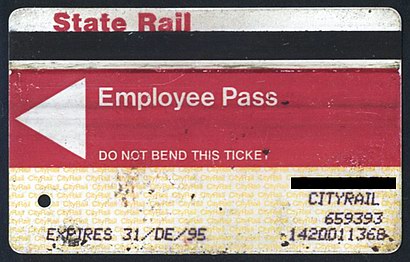 State Rail
Employee Pass
DO NOT BEND THIS TICKET
CITYRAIL
659393
EXPIRES 31/DE/95 1420011368